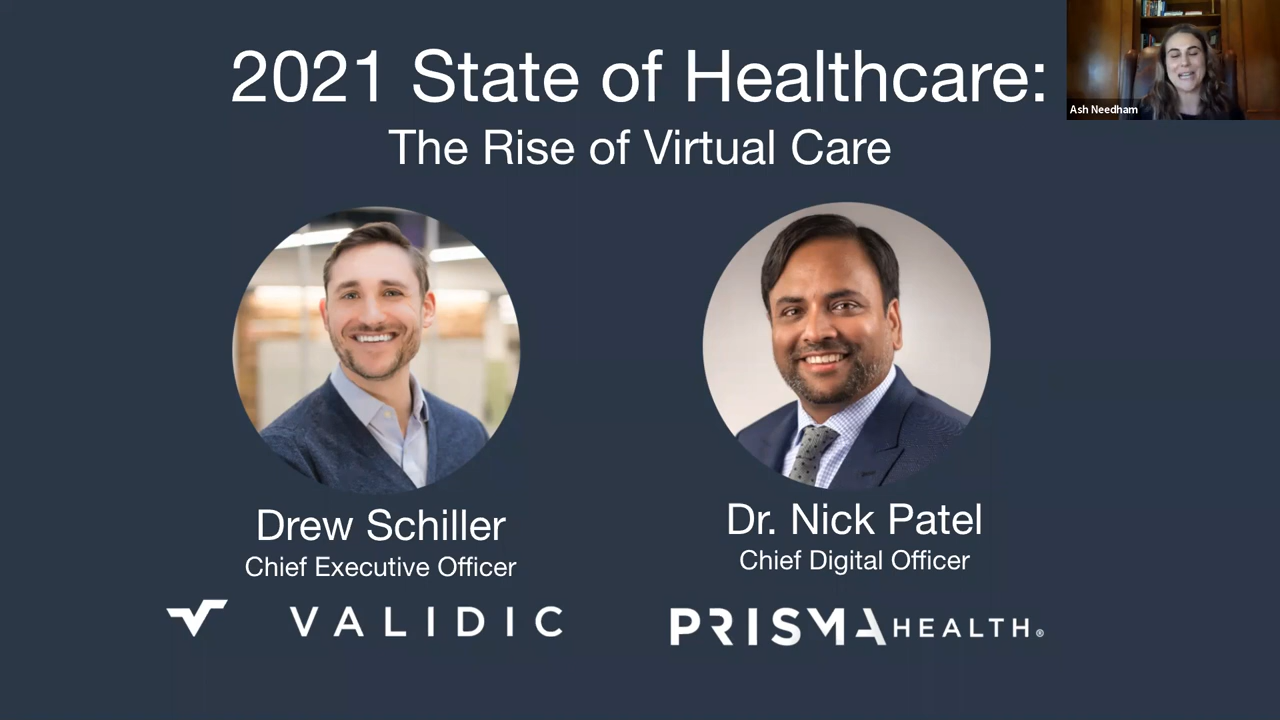 2021 State of Healthcare:
The Rise of Virtual Care
Ash Needham
Drew Schiller
Chief Executive Officer
VALIDIC
Dr. Nick Patel
Chief Digital Officer
PRISMA HEALTH®